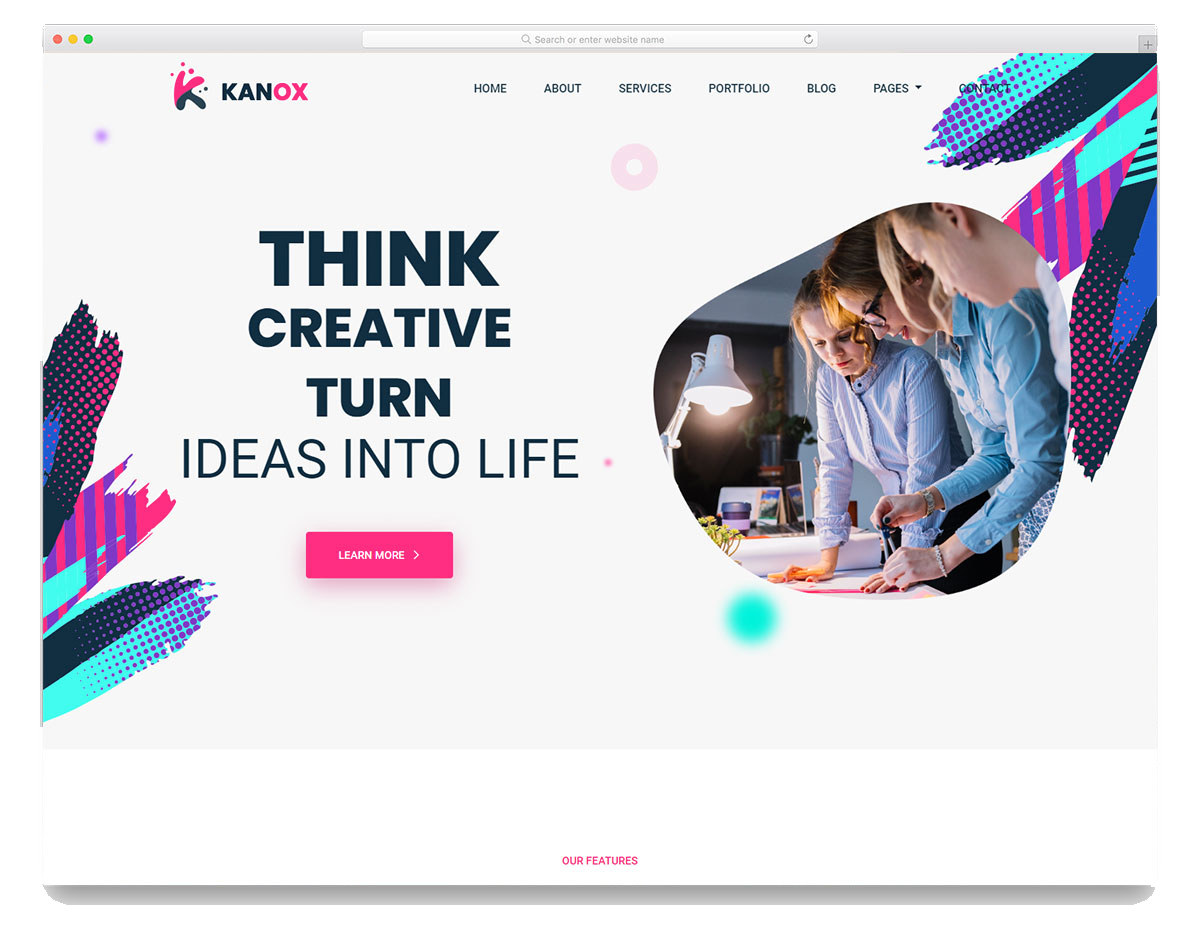 Search or enter website name
KANOX
HOME ABOUT SERVICES PORTFOLIO BLOG PAGES CONTACT
THINK
CREATIVE
TURN
IDEAS INTO LIFE
LEARN MORE
OUR FEATURES